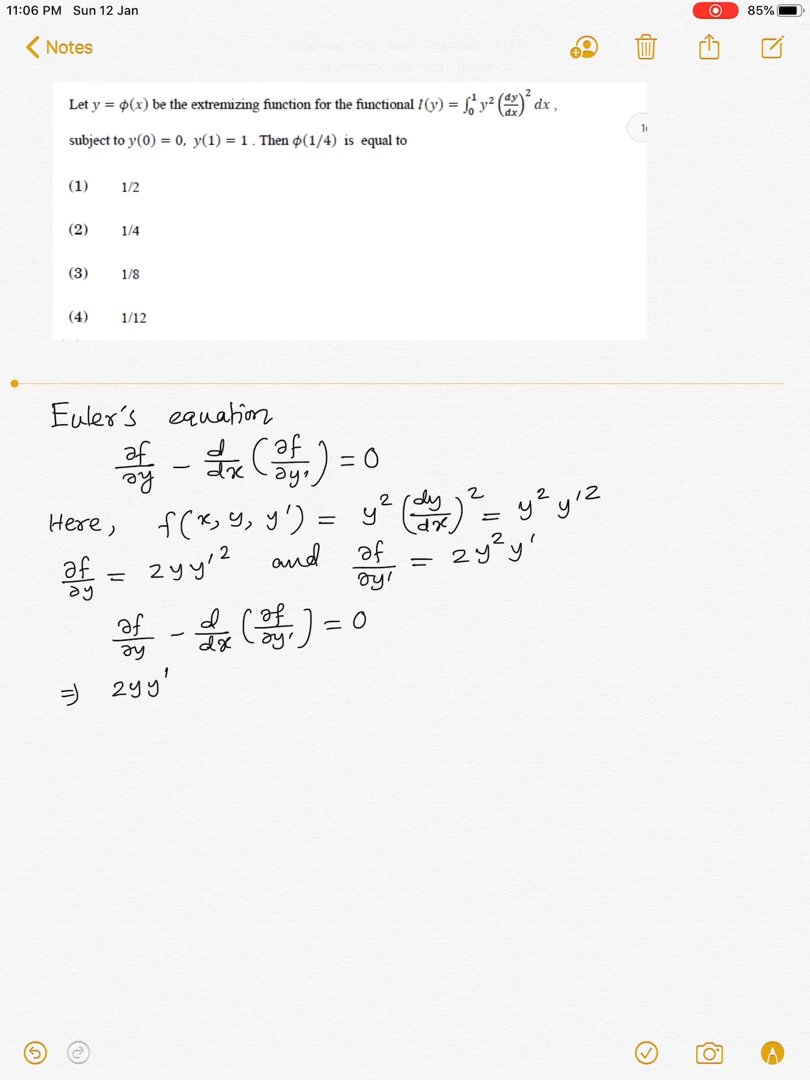 11:06 PM Sun 12 Jan 85%
Notes
Let y = ϕ(x) be the extremizing function for the functional I(y) = ∫₀¹ y² (dy/dx)² dx ,
subject to y(0) = 0, y(1) = 1 . Then ϕ(1/4) is equal to
(1) 1/2
(2) 1/4
(3) 1/8
(4) 1/12
Euler's equation
∂f/∂y − d/dx (∂f/∂y') = 0
Here, f(x, y, y') = y² (dy/dx)² = y² y'²
∂f/∂y = 2yy'² and ∂f/∂y' = 2y²y'
∂f/∂y − d/dx (∂f/∂y') = 0
⇒ 2yy'